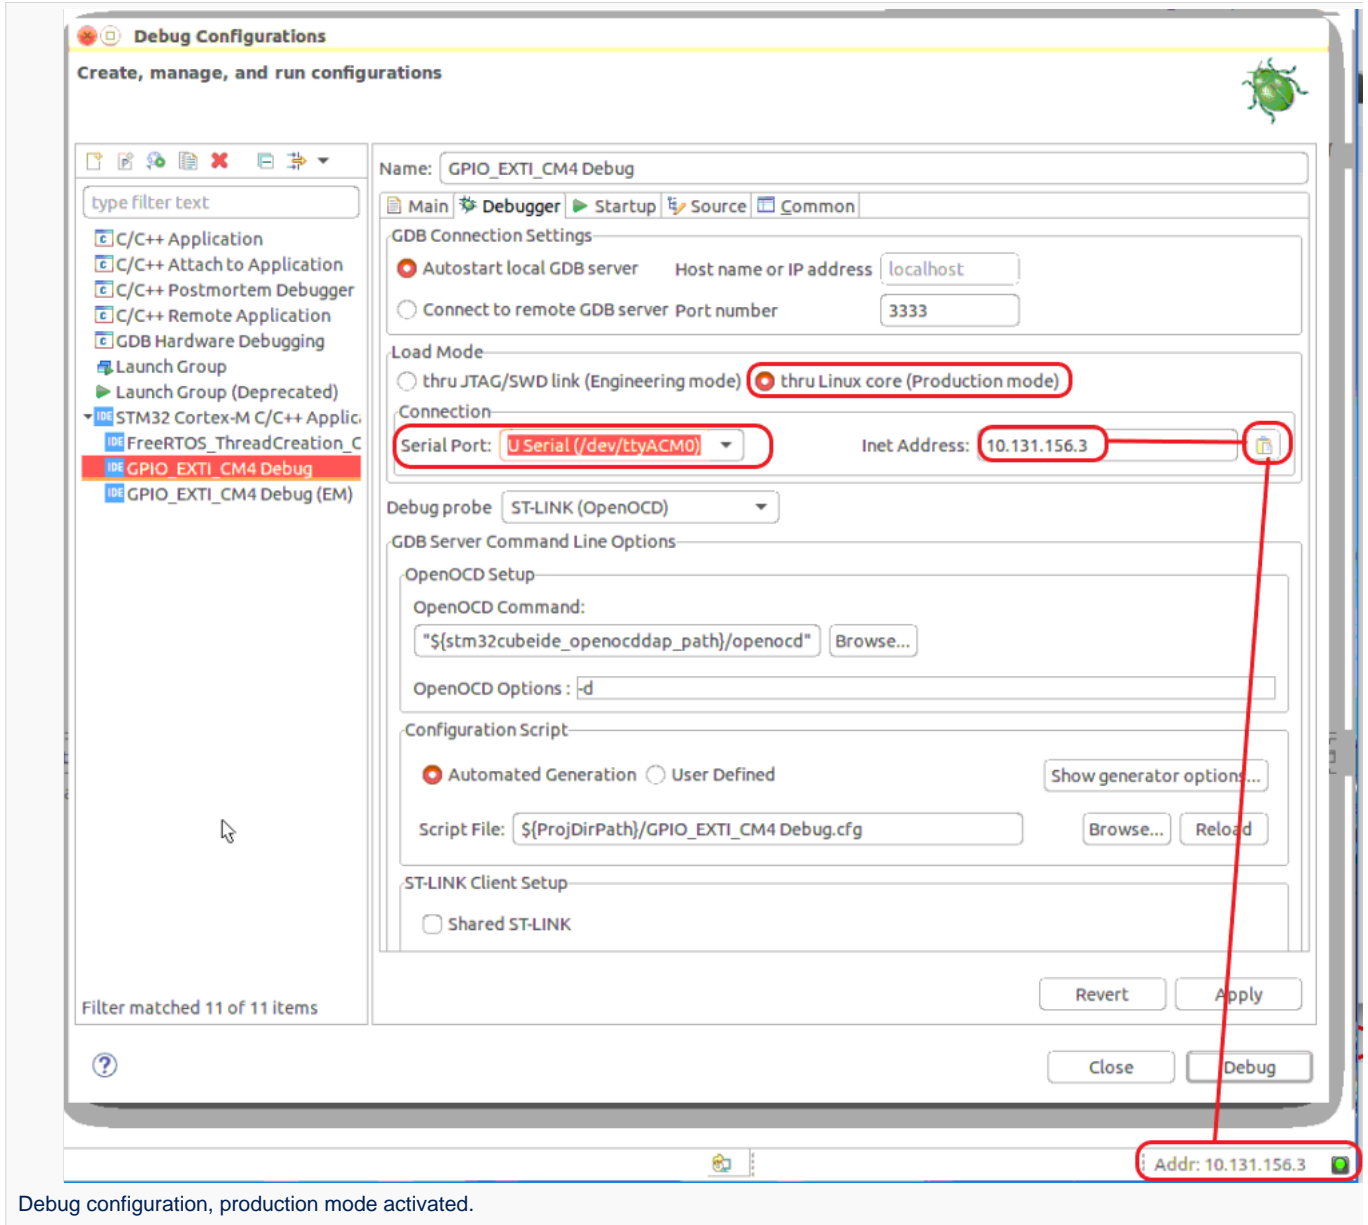 Debug Configurations
Create, manage, and run configurations
type filter text
C/C++ Application
C/C++ Attach to Application
C/C++ Postmortem Debugger
C/C++ Remote Application
GDB Hardware Debugging
Launch Group
Launch Group (Deprecated)
STM32 Cortex-M C/C++ Applic
IDE FreeRTOS_ThreadCreation_C
IDE GPIO_EXTI_CM4 Debug
IDE GPIO_EXTI_CM4 Debug (EM)
Filter matched 11 of 11 items
Name: GPIO_EXTI_CM4 Debug
Main Debugger Startup Source Common
GDB Connection Settings
Autostart local GDB server Host name or IP address localhost
Connect to remote GDB server Port number 3333
Load Mode
thru JTAG/SWD link (Engineering mode) thru Linux core (Production mode)
Connection
Serial Port: U Serial (/dev/ttyACM0) Inet Address: 10.131.156.3
Debug probe ST-LINK (OpenOCD)
GDB Server Command Line Options
OpenOCD Setup
OpenOCD Command:
"${stm32cubeide_openocddap_path}/openocd" Browse...
OpenOCD Options : -d
Configuration Script
Automated Generation User Defined Show generator options...
Script File: ${ProjDirPath}/GPIO_EXTI_CM4 Debug.cfg Browse... Reload
ST-LINK Client Setup
Shared ST-LINK
Revert Apply
Close Debug
Addr: 10.131.156.3
Debug configuration, production mode activated.